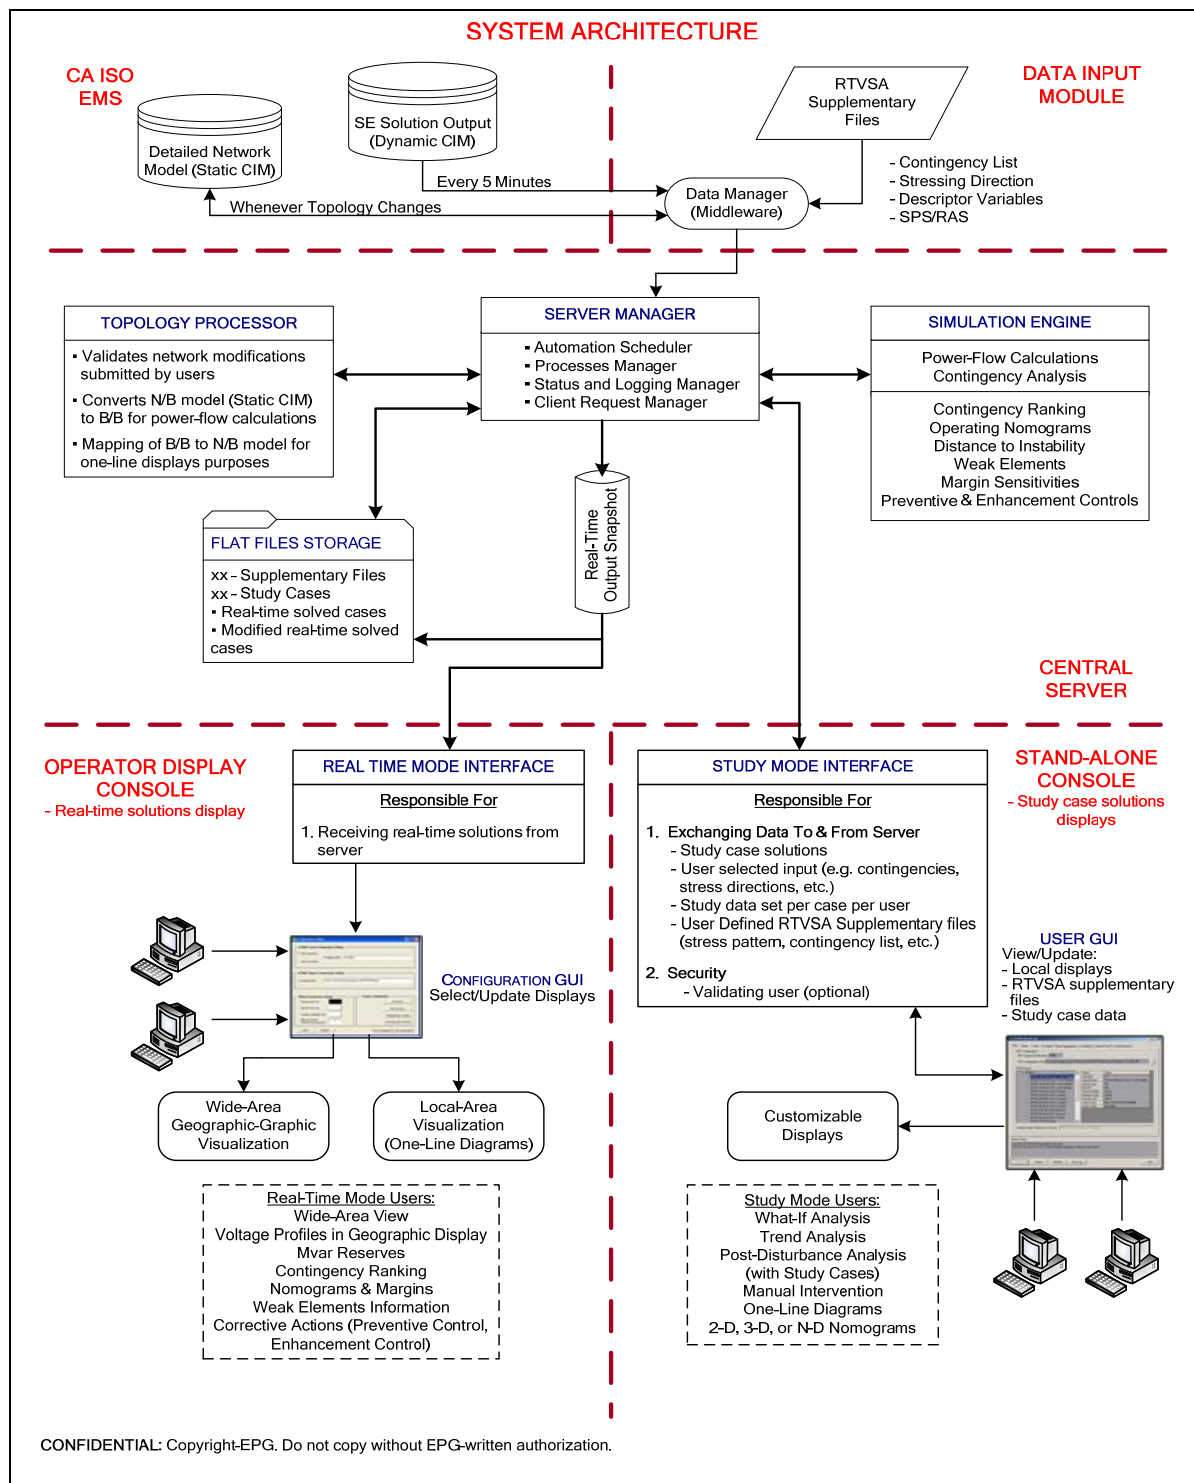 SYSTEM ARCHITECTURE
CA ISO
EMS
DATA INPUT
MODULE
SE Solution Output
(Dynamic CIM)
Detailed Network
Model (Static CIM)
RTVSA
Supplementary
Files
Every 5 Minutes
Whenever Topology Changes
Data Manager
(Middleware)
- Contingency List
- Stressing Direction
- Descriptor Variables
- SPS/RAS
TOPOLOGY PROCESSOR
▪ Validates network modifications
submitted by users
▪ Converts N/B model (Static CIM)
to B/B for power-flow calculations
▪ Mapping of B/B to N/B model for
one-line displays purposes
SERVER MANAGER
▪ Automation Scheduler
▪ Processes Manager
▪ Status and Logging Manager
▪ Client Request Manager
SIMULATION ENGINE
Power-Flow Calculations
Contingency Analysis
Contingency Ranking
Operating Nomograms
Distance to Instability
Weak Elements
Margin Sensitivities
Preventive & Enhancement Controls
Real-Time
Output Snapshot
FLAT FILES STORAGE
xx - Supplementary Files
xx - Study Cases
▪ Real-time solved cases
▪ Modified real-time solved
cases
CENTRAL
SERVER
OPERATOR DISPLAY
CONSOLE
- Real-time solutions display
REAL TIME MODE INTERFACE
Responsible For
1. Receiving real-time solutions from
server
STUDY MODE INTERFACE
Responsible For
1. Exchanging Data To & From Server
- Study case solutions
- User selected input (e.g. contingencies,
stress directions, etc.)
- Study data set per case per user
- User Defined RTVSA Supplementary files
(stress pattern, contingency list, etc.)
2. Security
- Validating user (optional)
STAND-ALONE
CONSOLE
- Study case solutions
displays
CONFIGURATION GUI
Select/Update Displays
USER GUI
View/Update:
- Local displays
- RTVSA supplementary
files
- Study case data
Wide-Area
Geographic-Graphic
Visualization
Local-Area
Visualization
(One-Line Diagrams)
Customizable
Displays
Real-Time Mode Users:
Wide-Area View
Voltage Profiles in Geographic Display
Mvar Reserves
Contingency Ranking
Nomograms & Margins
Weak Elements Information
Corrective Actions (Preventive Control,
Enhancement Control)
Study Mode Users:
What-If Analysis
Trend Analysis
Post-Disturbance Analysis
(with Study Cases)
Manual Intervention
One-Line Diagrams
2-D, 3-D, or N-D Nomograms
CONFIDENTIAL: Copyright-EPG. Do not copy without EPG-written authorization.